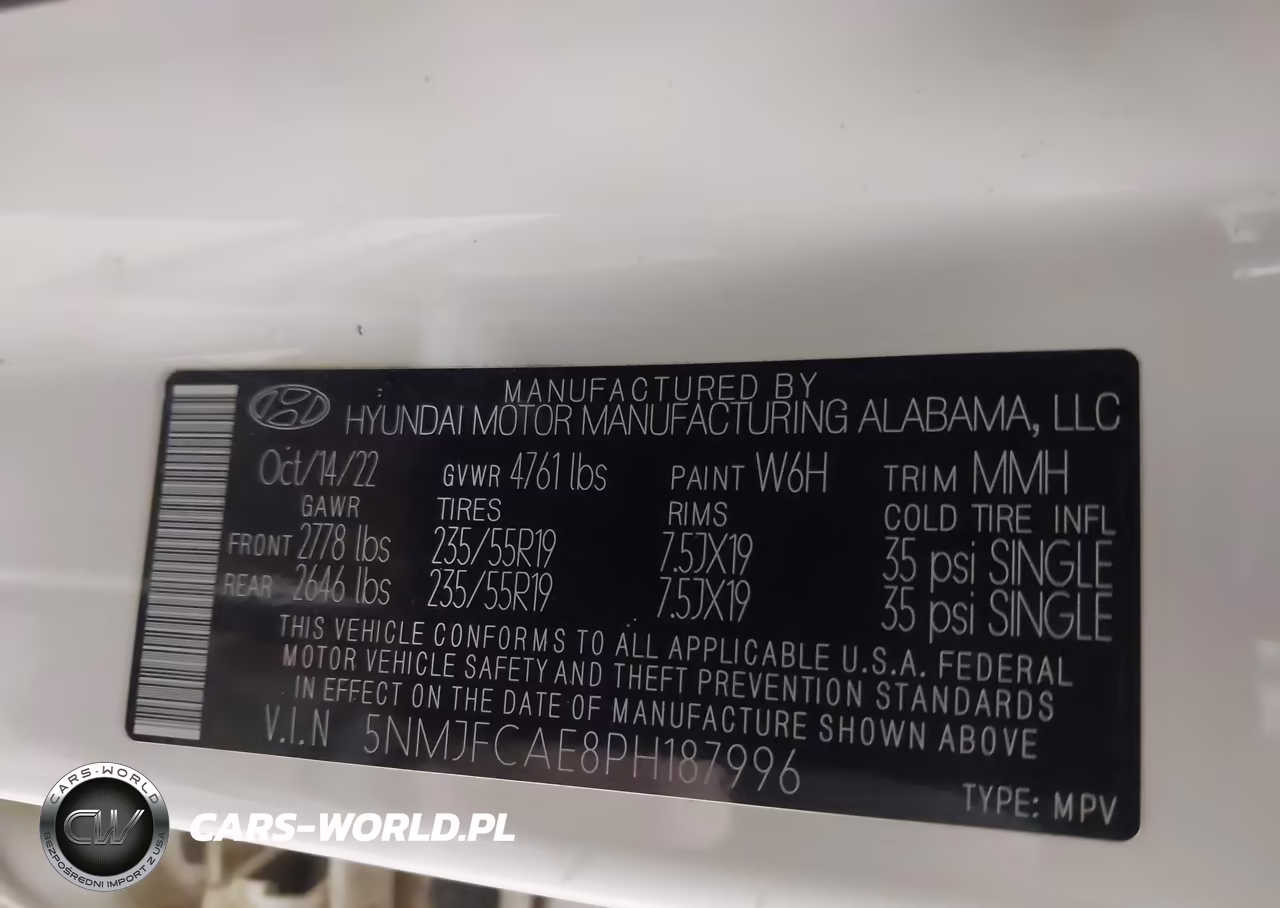 MANUFACTURED BY
HYUNDAI MOTOR MANUFACTURING ALABAMA, LLC
Oct/14/22 GVWR 4761 lbs PAINT W6H TRIM MMH
GAWR TIRES RIMS COLD TIRE INFL
FRONT 2778 lbs 235/55R19 7.5JX19 35 psi SINGLE
REAR 2646 lbs 235/55R19 7.5JX19 35 psi SINGLE
THIS VEHICLE CONFORMS TO ALL APPLICABLE U.S.A. FEDERAL
MOTOR VEHICLE SAFETY AND THEFT PREVENTION STANDARDS
IN EFFECT ON THE DATE OF MANUFACTURE SHOWN ABOVE
V.I.N 5NMJFCAE8PH187996
TYPE: MPV
CARS-WORLD
CW
BEZPOŚREDNI IMPORT Z USA
CARS-WORLD.PL